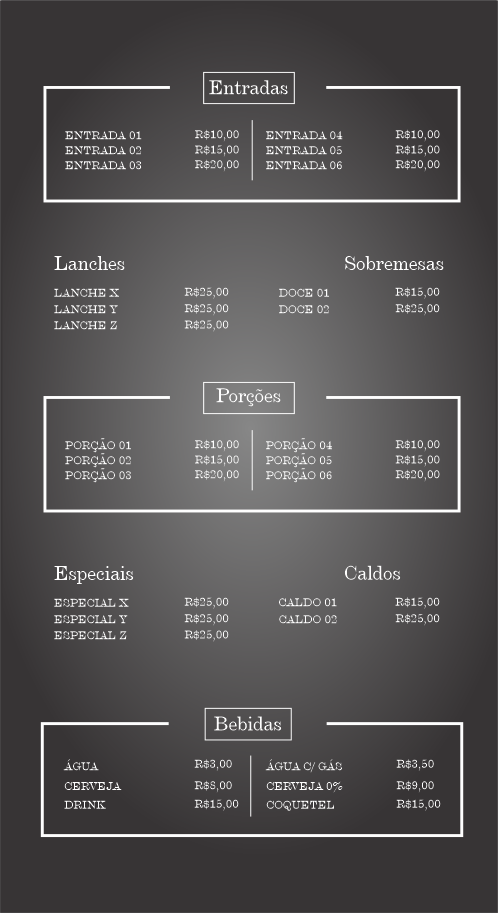 Entradas
ENTRADA 01 R$10,00 ENTRADA 04 R$10,00
ENTRADA 02 R$15,00 ENTRADA 05 R$15,00
ENTRADA 03 R$20,00 ENTRADA 06 R$20,00
Lanches Sobremesas
LANCHE X R$25,00 DOCE 01 R$15,00
LANCHE Y R$25,00 DOCE 02 R$25,00
LANCHE Z R$25,00
Porções
PORÇÃO 01 R$10,00 PORÇÃO 04 R$10,00
PORÇÃO 02 R$15,00 PORÇÃO 05 R$15,00
PORÇÃO 03 R$20,00 PORÇÃO 06 R$20,00
Especiais Caldos
ESPECIAL X R$25,00 CALDO 01 R$15,00
ESPECIAL Y R$25,00 CALDO 02 R$25,00
ESPECIAL Z R$25,00
Bebidas
ÁGUA R$3,00 ÁGUA C/ GÁS R$3,50
CERVEJA R$8,00 CERVEJA 0% R$9,00
DRINK R$15,00 COQUETEL R$15,00